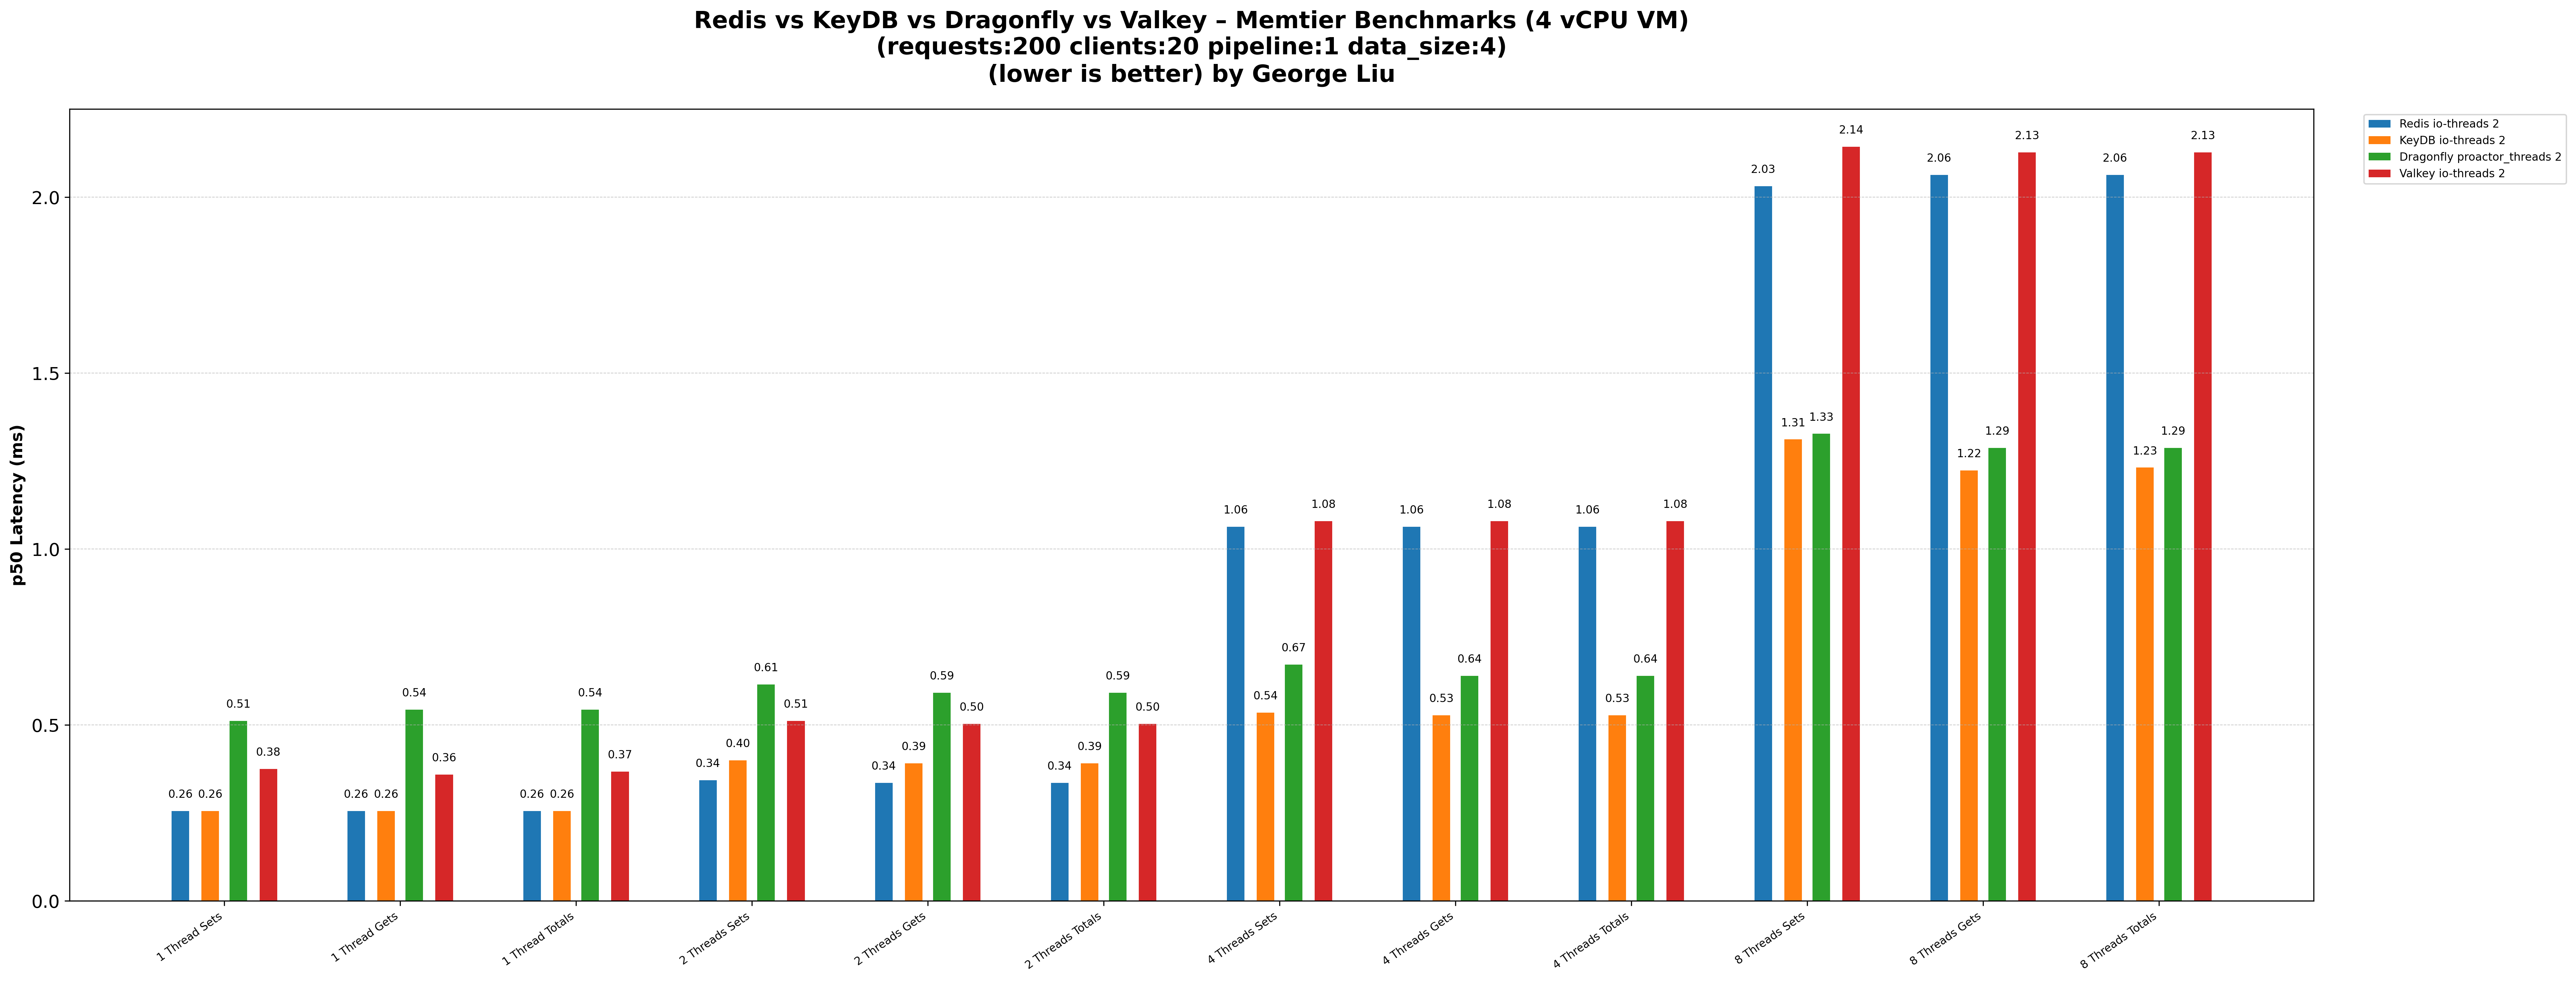 Redis vs KeyDB vs Dragonfly vs Valkey – Memtier Benchmarks (4 vCPU VM)
(requests:200 clients:20 pipeline:1 data_size:4)
(lower is better) by George Liu
Redis io-threads 2
KeyDB io-threads 2
Dragonfly proactor_threads 2
Valkey io-threads 2
p50 Latency (ms)
2.0
1.5
1.0
0.5
0.0
0.26 0.26 0.51 0.38
0.26 0.26 0.54 0.36
0.26 0.26 0.54 0.37
0.34 0.40 0.61 0.51
0.34 0.39 0.59 0.50
0.34 0.39 0.59 0.50
1.06 0.54 0.67 1.08
1.06 0.53 0.64 1.08
1.06 0.53 0.64 1.08
2.03 1.31 1.33 2.14
2.06 1.22 1.29 2.13
2.06 1.23 1.29 2.13
1 Thread Sets
1 Thread Gets
1 Thread Totals
2 Threads Sets
2 Threads Gets
2 Threads Totals
4 Threads Sets
4 Threads Gets
4 Threads Totals
8 Threads Sets
8 Threads Gets
8 Threads Totals